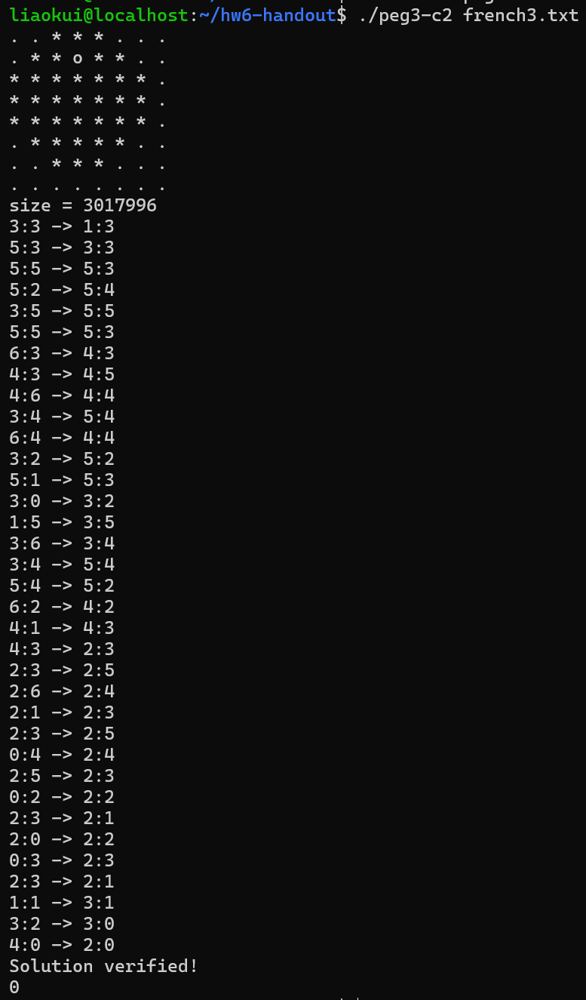 liaokui@localhost:~/hw6-handout$ ./peg3-c2 french3.txt
. . * * * . . .
. * * o * * . .
* * * * * * * .
* * * * * * * .
* * * * * * * .
. * * * * * . .
. . * * * . . .
. . . . . . . .
size = 3017996
3:3 -> 1:3
5:3 -> 3:3
5:5 -> 5:3
5:2 -> 5:4
3:5 -> 5:5
5:5 -> 5:3
6:3 -> 4:3
4:3 -> 4:5
4:6 -> 4:4
3:4 -> 5:4
6:4 -> 4:4
3:2 -> 5:2
5:1 -> 5:3
3:0 -> 3:2
1:5 -> 3:5
3:6 -> 3:4
3:4 -> 5:4
5:4 -> 5:2
6:2 -> 4:2
4:1 -> 4:3
4:3 -> 2:3
2:3 -> 2:5
2:6 -> 2:4
2:1 -> 2:3
2:3 -> 2:5
0:4 -> 2:4
2:5 -> 2:3
0:2 -> 2:2
2:3 -> 2:1
2:0 -> 2:2
0:3 -> 2:3
2:3 -> 2:1
1:1 -> 3:1
3:2 -> 3:0
4:0 -> 2:0
Solution verified!
0